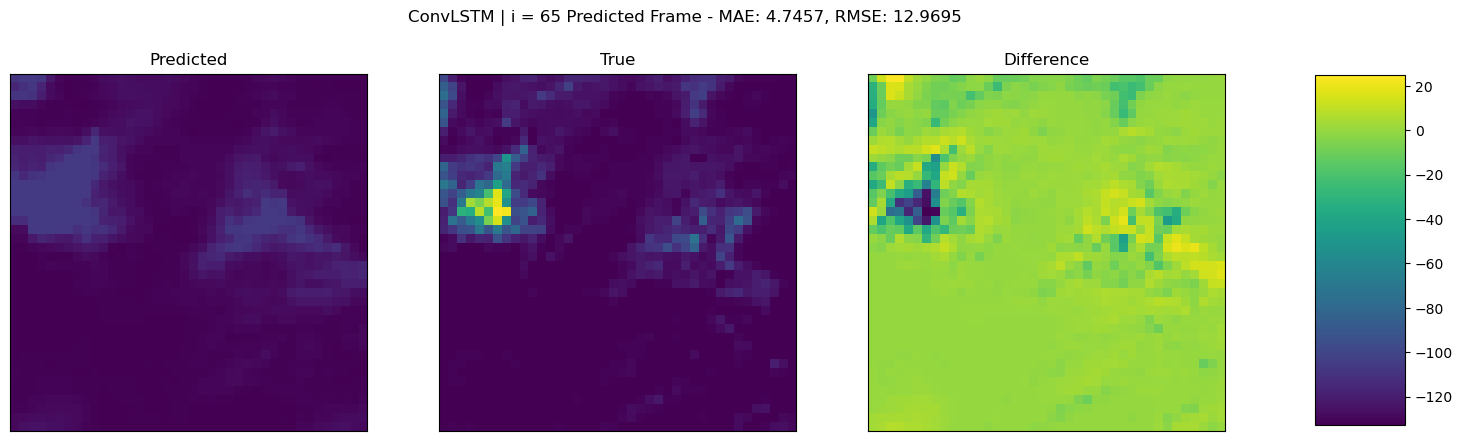 ConvLSTM | i = 65 Predicted Frame - MAE: 4.7457, RMSE: 12.9695
Predicted
True
Difference
20
0
−20
−40
−60
−80
−100
−120